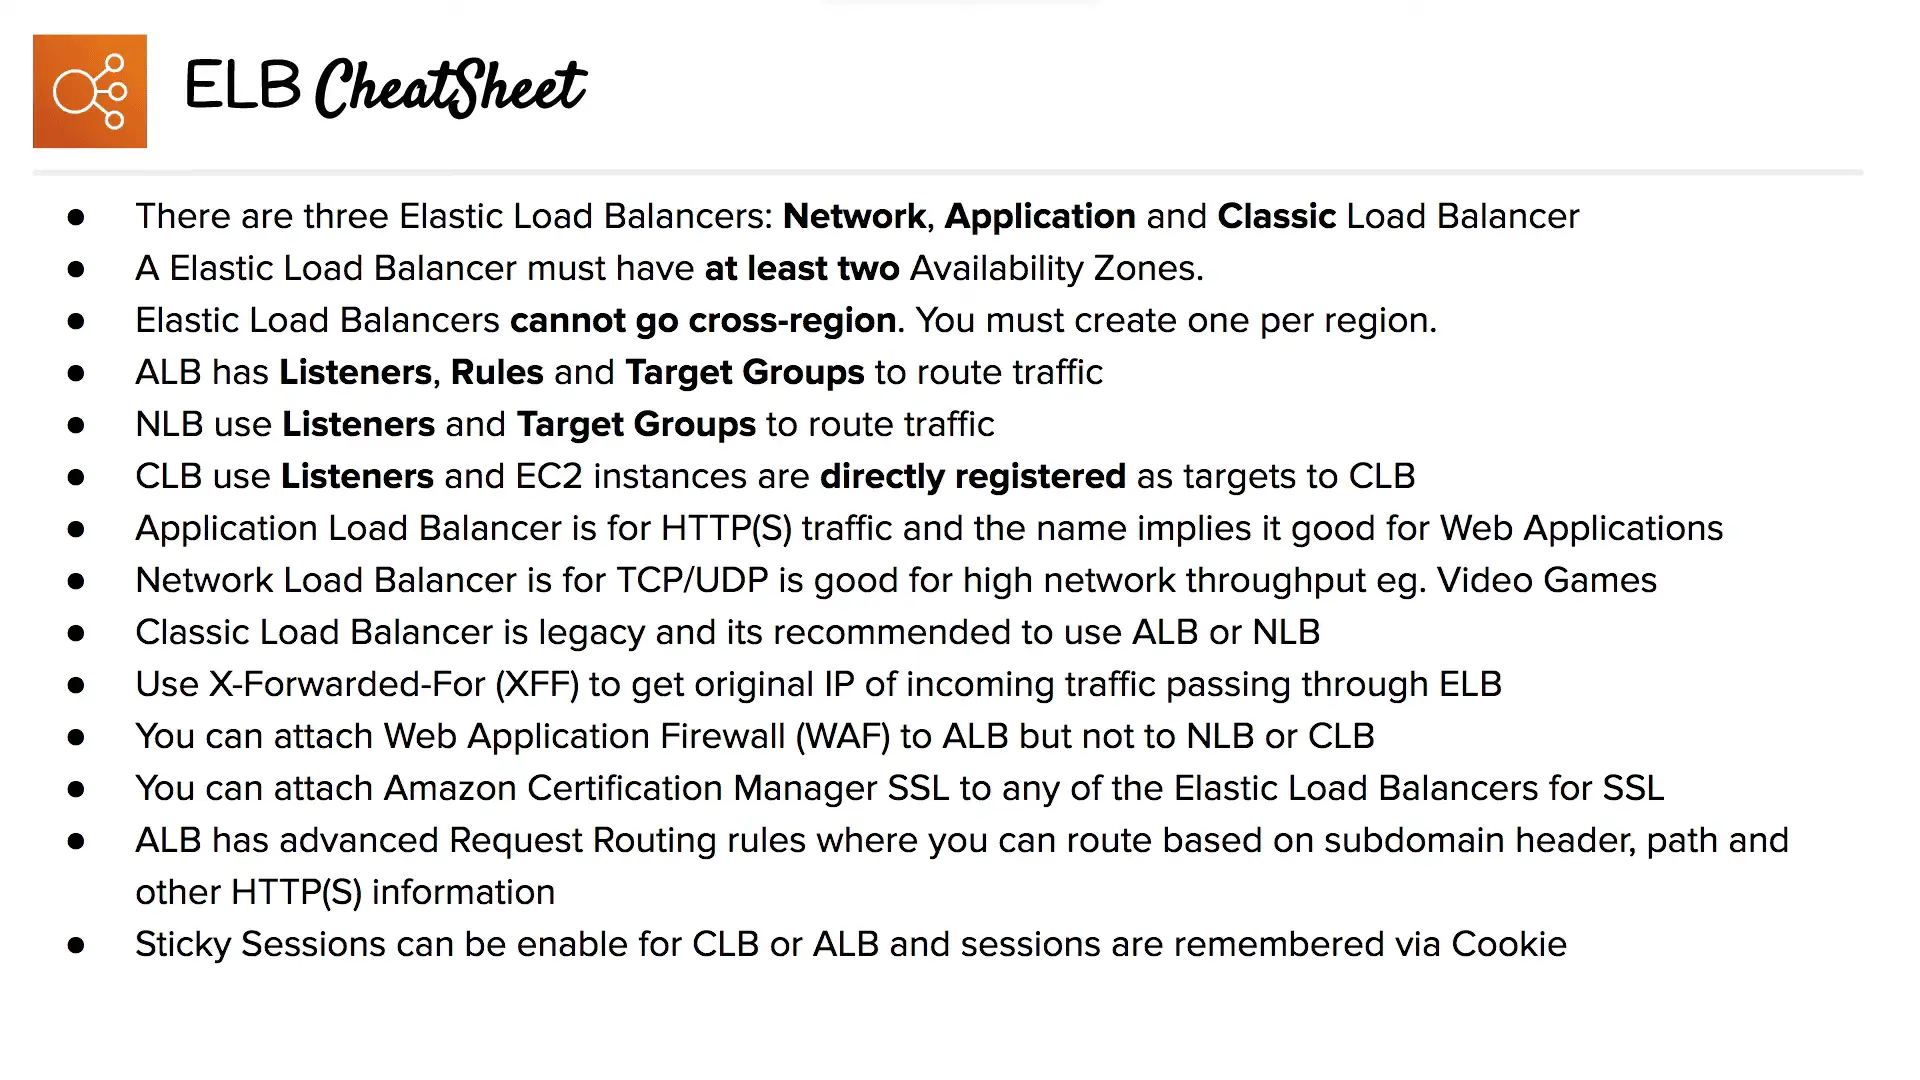 ELB CheatSheet
● There are three Elastic Load Balancers: Network, Application and Classic Load Balancer
● A Elastic Load Balancer must have at least two Availability Zones.
● Elastic Load Balancers cannot go cross-region. You must create one per region.
● ALB has Listeners, Rules and Target Groups to route traffic
● NLB use Listeners and Target Groups to route traffic
● CLB use Listeners and EC2 instances are directly registered as targets to CLB
● Application Load Balancer is for HTTP(S) traffic and the name implies it good for Web Applications
● Network Load Balancer is for TCP/UDP is good for high network throughput eg. Video Games
● Classic Load Balancer is legacy and its recommended to use ALB or NLB
● Use X-Forwarded-For (XFF) to get original IP of incoming traffic passing through ELB
● You can attach Web Application Firewall (WAF) to ALB but not to NLB or CLB
● You can attach Amazon Certification Manager SSL to any of the Elastic Load Balancers for SSL
● ALB has advanced Request Routing rules where you can route based on subdomain header, path and
other HTTP(S) information
● Sticky Sessions can be enable for CLB or ALB and sessions are remembered via Cookie